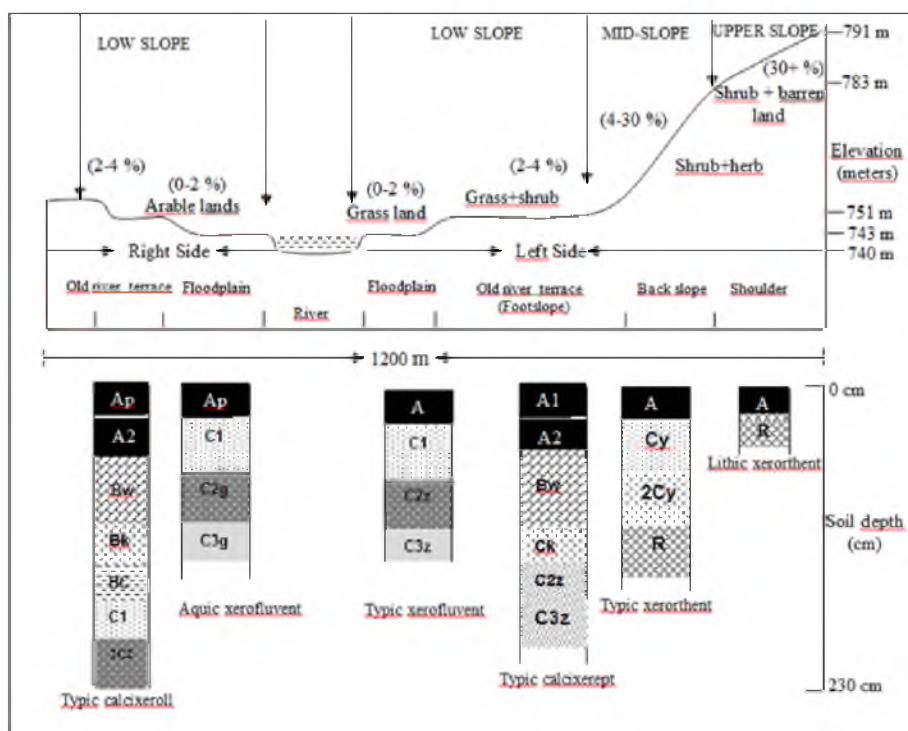 LOW SLOPE
LOW SLOPE
MID-SLOPE
UPPER SLOPE
791 m
(30+ %)
783 m
Shrub + barren
land
(4-30 %)
Elevation
(meters)
(2-4 %)
(0-2 %)
Arable lands
(0-2 %)
Grass land
(2-4 %)
Grass+shrub
Shrub+herb
751 m
743 m
740 m
Right Side
Left Side
Old river terrace
Floodplain
River
Floodplain
Old river terrace
(Footslope)
Back slope
Shoulder
1200 m
0 cm
Ap
A2
Bw
Bk
BC
C1
Typic calcixeroll
Ap
C1
C2g
C3g
Aquic xerofluvent
A
C1
C2z
C3z
Typic xerofluvent
A1
A2
Bw
Ck
C2z
C3z
Typic calcixerept
A
Cy
2Cy
R
Typic xerorthent
A
R
Lithic xerorthent
Soil depth
(cm)
230 cm